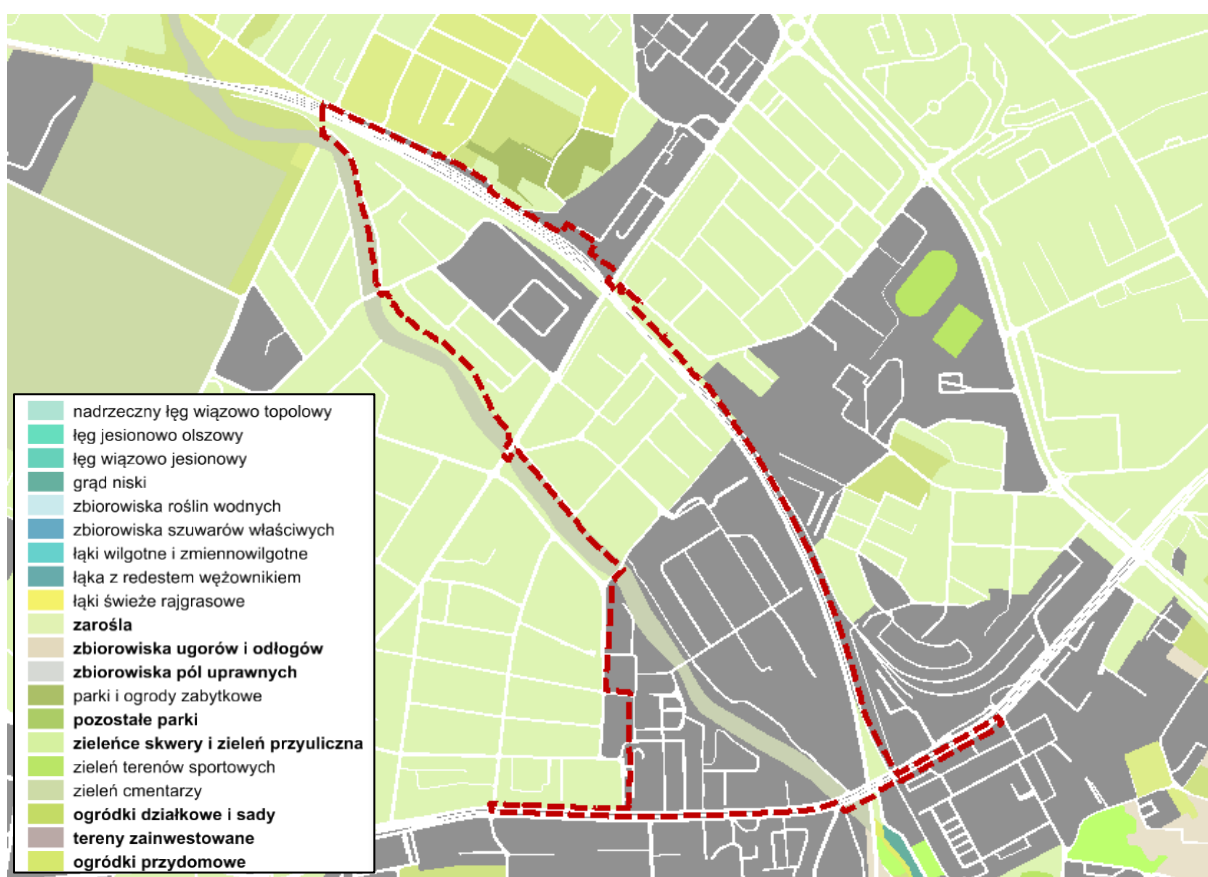 nadrzeczny łęg wiązowo topolowy
łęg jesionowo olszowy
łęg wiązowo jesionowy
grąd niski
zbiorowiska roślin wodnych
zbiorowiska szuwarów właściwych
łąki wilgotne i zmiennowilgotne
łąka z redestem wężownikiem
łąki świeże rajgrasowe
zarośla
zbiorowiska ugorów i odłogów
zbiorowiska pól uprawnych
parki i ogrody zabytkowe
pozostałe parki
zieleńce skwery i zieleń przyuliczna
zieleń terenów sportowych
zieleń cmentarzy
ogródki działkowe i sady
tereny zainwestowane
ogródki przydomowe